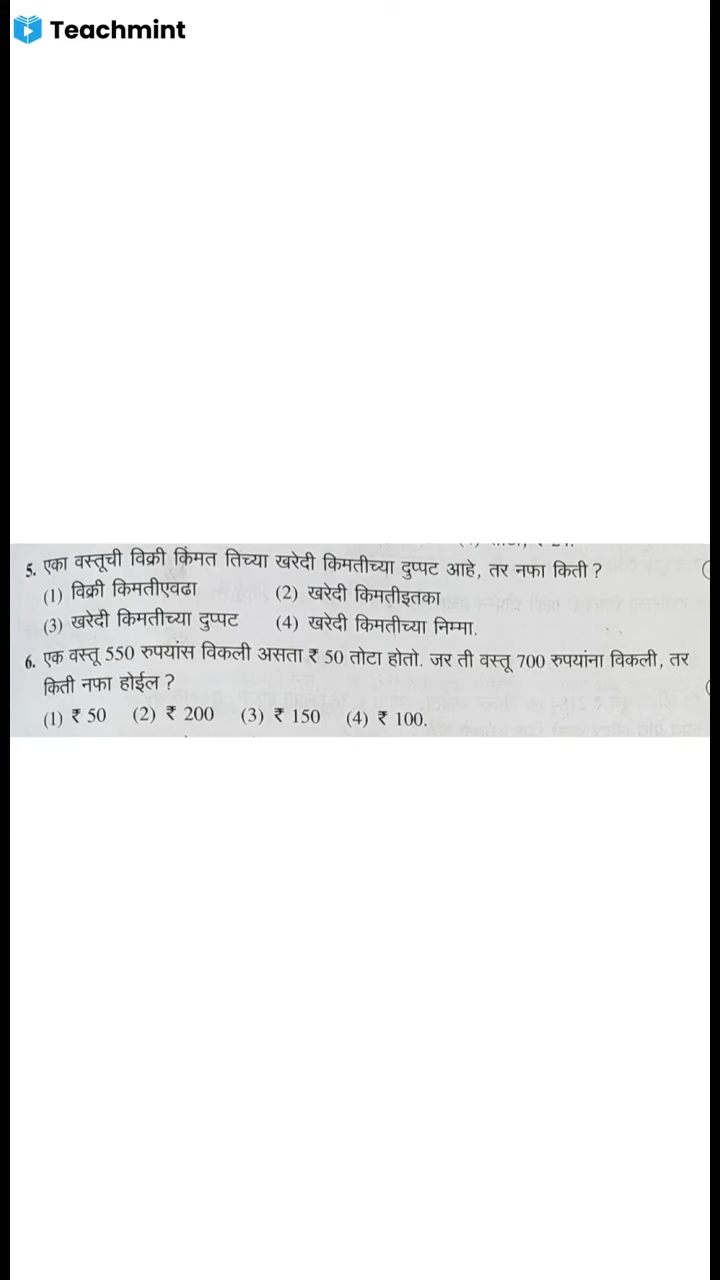 Teachmint
5. एका वस्तूची विक्री किंमत तिच्या खरेदी किमतीच्या दुप्पट आहे, तर नफा किती ?
(1) विक्री किमतीएवढा (2) खरेदी किमतीइतका
(3) खरेदी किमतीच्या दुप्पट (4) खरेदी किमतीच्या निम्मा.
6. एक वस्तू 550 रुपयांस विकली असता ₹ 50 तोटा होतो. जर ती वस्तू 700 रुपयांना विकली, तर
किती नफा होईल ?
(1) ₹ 50 (2) ₹ 200 (3) ₹ 150 (4) ₹ 100.